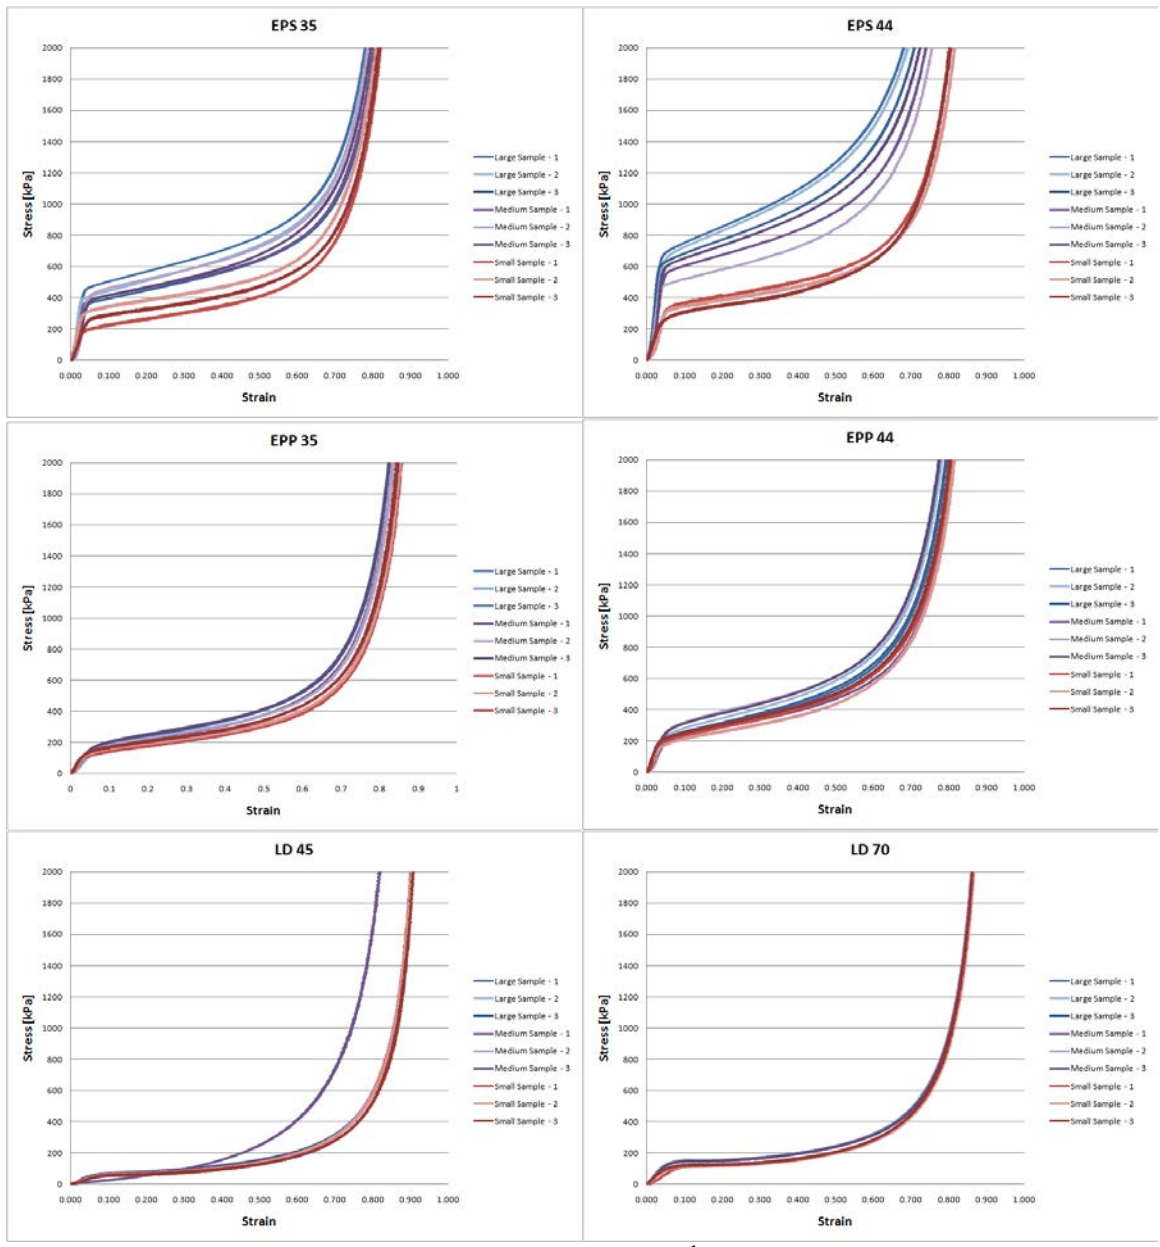 EPS 35
2000
1800
1600
1400
1200
1000
800
600
400
200
0
Stress [kPa]
0.000 0.100 0.200 0.300 0.400 0.500 0.600 0.700 0.800 0.900 1.000
Strain
Large Sample - 1
Large Sample - 2
Large Sample - 3
Medium Sample - 1
Medium Sample - 2
Medium Sample - 3
Small Sample - 1
Small Sample - 2
Small Sample - 3
EPS 44
2000
1800
1600
1400
1200
1000
800
600
400
200
0
Stress [kPa]
0.000 0.100 0.200 0.300 0.400 0.500 0.600 0.700 0.800 0.900 1.000
Strain
Large Sample - 1
Large Sample - 2
Large Sample - 3
Medium Sample - 1
Medium Sample - 2
Medium Sample - 3
Small Sample - 1
Small Sample - 2
Small Sample - 3
EPP 35
2000
1800
1600
1400
1200
1000
800
600
400
200
0
Stress [kPa]
0 0.1 0.2 0.3 0.4 0.5 0.6 0.7 0.8 0.9 1
Strain
Large Sample - 1
Large Sample - 2
Large Sample - 3
Medium Sample - 1
Medium Sample - 2
Medium Sample - 3
Small Sample - 1
Small Sample - 2
Small Sample - 3
EPP 44
2000
1800
1600
1400
1200
1000
800
600
400
200
0
Stress [kPa]
0.000 0.100 0.200 0.300 0.400 0.500 0.600 0.700 0.800 0.900 1.000
Strain
Large Sample - 1
Large Sample - 2
Large Sample - 3
Medium Sample - 1
Medium Sample - 2
Medium Sample - 3
Small Sample - 1
Small Sample - 2
Small Sample - 3
LD 45
2000
1800
1600
1400
1200
1000
800
600
400
200
0
Stress [kPa]
0.000 0.100 0.200 0.300 0.400 0.500 0.600 0.700 0.800 0.900 1.000
Strain
Large Sample - 1
Large Sample - 2
Large Sample - 3
Medium Sample - 1
Medium Sample - 2
Medium Sample - 3
Small Sample - 1
Small Sample - 2
Small Sample - 3
LD 70
2000
1800
1600
1400
1200
1000
800
600
400
200
0
Stress [kPa]
0.000 0.100 0.200 0.300 0.400 0.500 0.600 0.700 0.800 0.900 1.000
Strain
Large Sample - 1
Large Sample - 2
Large Sample - 3
Medium Sample - 1
Medium Sample - 2
Medium Sample - 3
Small Sample - 1
Small Sample - 2
Small Sample - 3